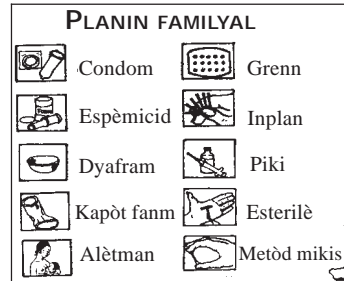 PLANIN FAMILYAL
Condom
Grenn
Espèmicid
Inplan
Dyafram
Piki
Kapòt fanm
Esterilè
Alètman
Metòd mikis